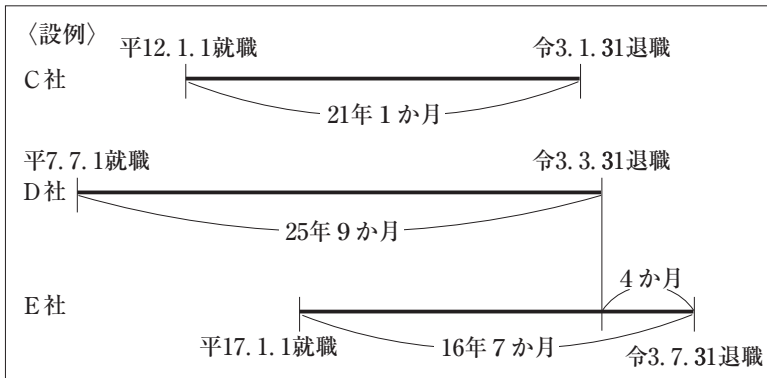 〈設例〉
平12.1.1就職 令3.1.31退職
C社
21年1か月
平7.7.1就職 令3.3.31退職
D社
25年9か月
4か月
E社
平17.1.1就職 16年7か月 令3.7.31退職